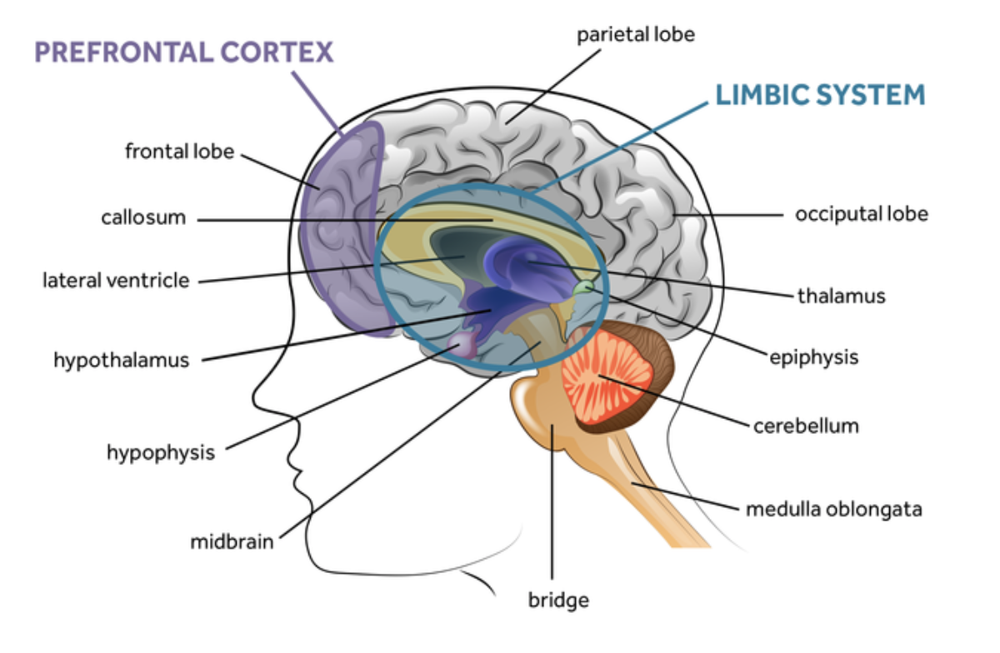 parietal lobe
PREFRONTAL CORTEX
LIMBIC SYSTEM
frontal lobe
callosum
occiputal lobe
lateral ventricle
thalamus
hypothalamus
epiphysis
cerebellum
hypophysis
medulla oblongata
midbrain
bridge